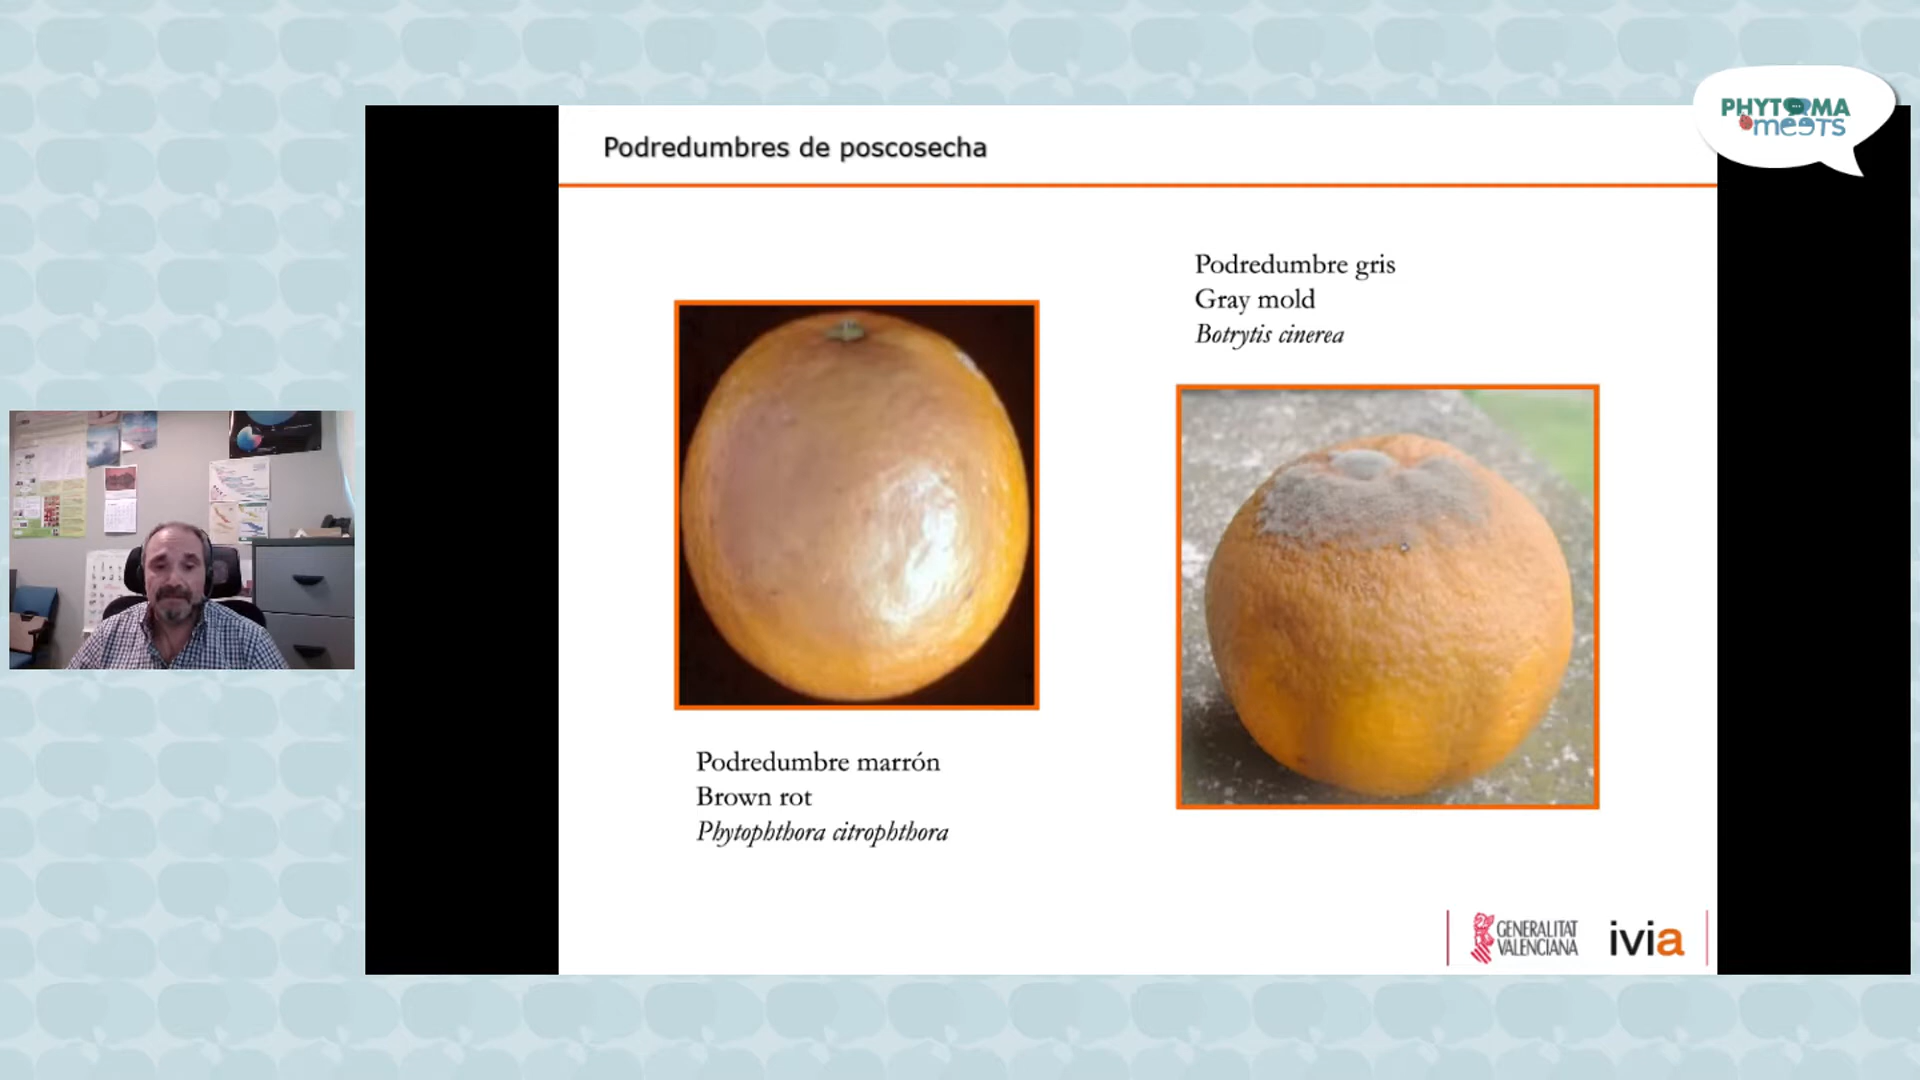 PHYTOMA
meets
Podredumbres de poscosecha
Podredumbre gris
Gray mold
Botrytis cinerea
Podredumbre marrón
Brown rot
Phytophthora citrophthora
GENERALITAT
VALENCIANA
ivia